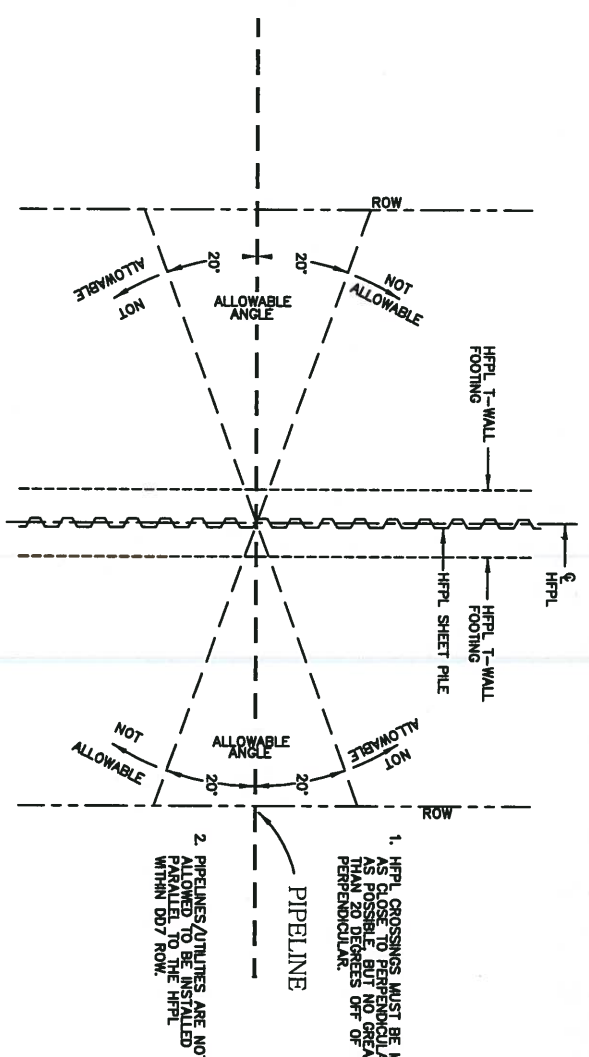 ROW
20°
20°
NOT
ALLOWABLE
NOT
ALLOWABLE
ALLOWABLE
ANGLE
HFPL T-WALL
FOOTING
℄
HFPL
HFPL T-WALL
FOOTING
HFPL SHEET PILE
ALLOWABLE
ANGLE
NOT
ALLOWABLE
NOT
ALLOWABLE
20°
20°
ROW
PIPELINE
1. HFPL CROSSINGS MUST BE
AS CLOSE TO
AS POSSIBLE, BUT NO
THAN 20 DEGREES OFF OF
PERPENDICULAR.
2. PIPELINES/UTILITIES ARE
ALLOWED TO BE INSTALLED
PARALLEL TO THE HFPL
WITHIN DD7 ROW.